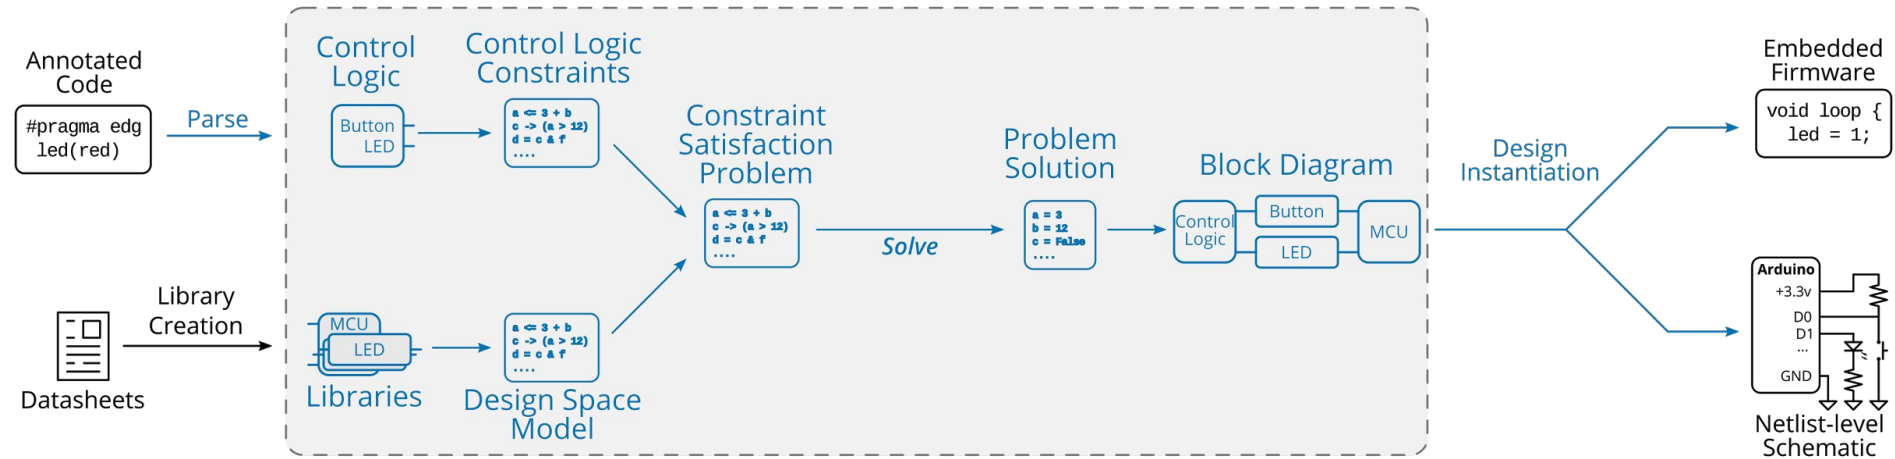 Annotated
Code
#pragma edg
led(red)
Parse
Datasheets
Library
Creation
Control
Logic
Button
LED
Control Logic
Constraints
a <= 3 + b
c -> (a > 12)
d = c & f
....
MCU
LED
Libraries
a <= 3 + b
c -> (a > 12)
d = c & f
....
Design Space
Model
Constraint
Satisfaction
Problem
a <= 3 + b
c -> (a > 12)
d = c & f
....
Solve
Problem
Solution
a = 3
b = 12
c = False
....
Block Diagram
Control
Logic
Button
LED
MCU
Design
Instantiation
Embedded
Firmware
void loop {
led = 1;
Arduino
+3.3v
D0
D1
...
GND
Netlist-level
Schematic